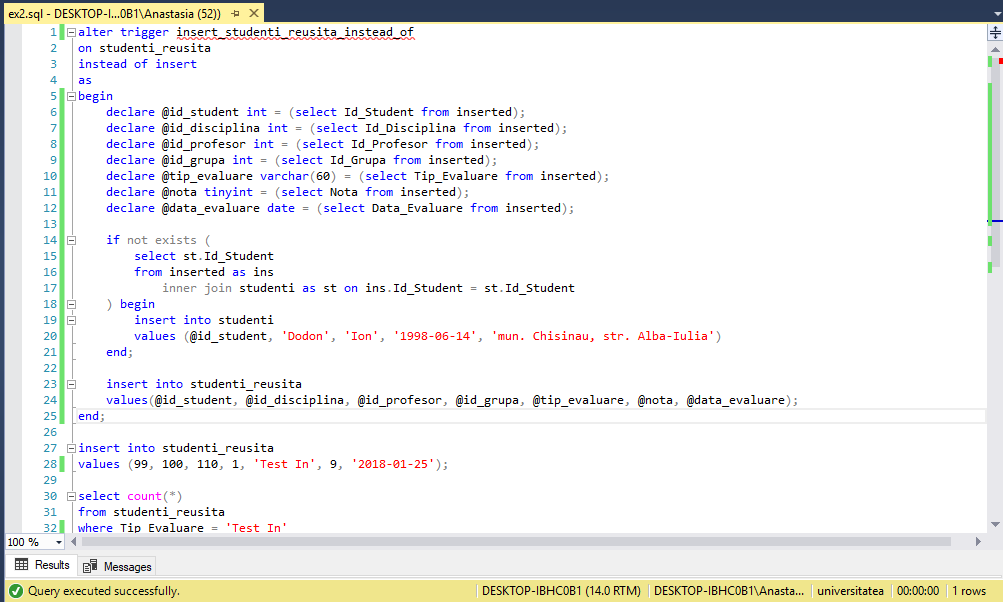 ex2.sql - DESKTOP-I...0B1\Anastasia (52))
1 alter trigger insert_studenti_reusita_instead_of
2 on studenti_reusita
3 instead of insert
4 as
5 begin
6 declare @id_student int = (select Id_Student from inserted);
7 declare @id_disciplina int = (select Id_Disciplina from inserted);
8 declare @id_profesor int = (select Id_Profesor from inserted);
9 declare @id_grupa int = (select Id_Grupa from inserted);
10 declare @tip_evaluare varchar(60) = (select Tip_Evaluare from inserted);
11 declare @nota tinyint = (select Nota from inserted);
12 declare @data_evaluare date = (select Data_Evaluare from inserted);
13
14 if not exists (
15 select st.Id_Student
16 from inserted as ins
17 inner join studenti as st on ins.Id_Student = st.Id_Student
18 ) begin
19 insert into studenti
20 values (@id_student, 'Dodon', 'Ion', '1998-06-14', 'mun. Chisinau, str. Alba-Iulia')
21 end;
22
23 insert into studenti_reusita
24 values(@id_student, @id_disciplina, @id_profesor, @id_grupa, @tip_evaluare, @nota, @data_evaluare);
25 end;
26
27 insert into studenti_reusita
28 values (99, 100, 110, 1, 'Test In', 9, '2018-01-25');
29
30 select count(*)
31 from studenti_reusita
32 where Tip_Evaluare = 'Test In'
100 %
Results Messages
Query executed successfully. DESKTOP-IBHC0B1 (14.0 RTM) DESKTOP-IBHC0B1\Anasta... universitatea 00:00:00 1 rows